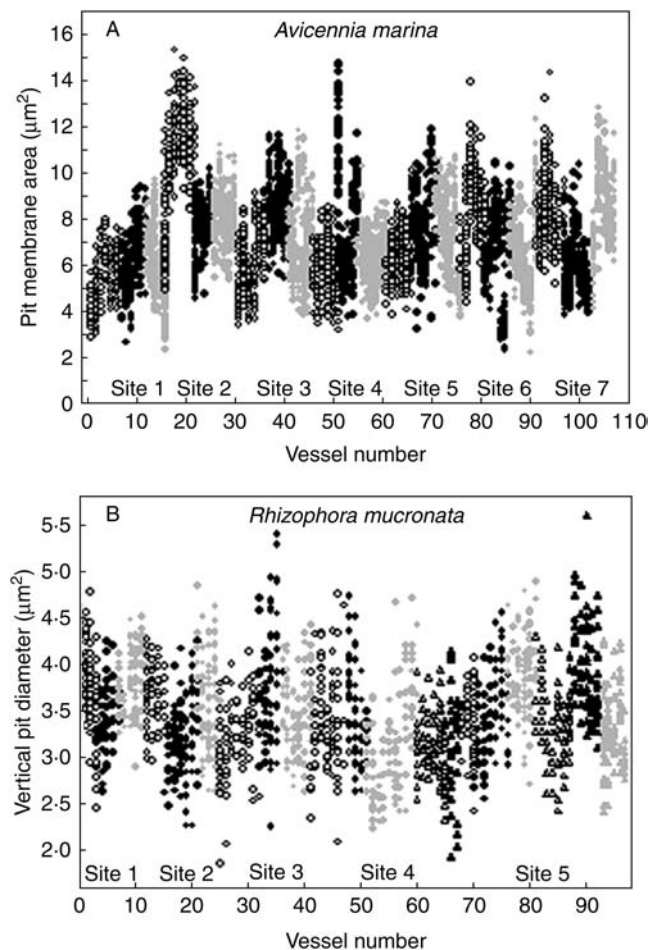 A
Avicennia marina
Pit membrane area (μm²)
16
14
12
10
8
6
4
2
0
Site 1 Site 2 Site 3 Site 4 Site 5 Site 6 Site 7
0 10 20 30 40 50 60 70 80 90 100 110
Vessel number
B
Rhizophora mucronata
Vertical pit diameter (μm²)
5·5
5·0
4·5
4·0
3·5
3·0
2·5
2·0
Site 1 Site 2 Site 3 Site 4 Site 5
0 10 20 30 40 50 60 70 80 90
Vessel number